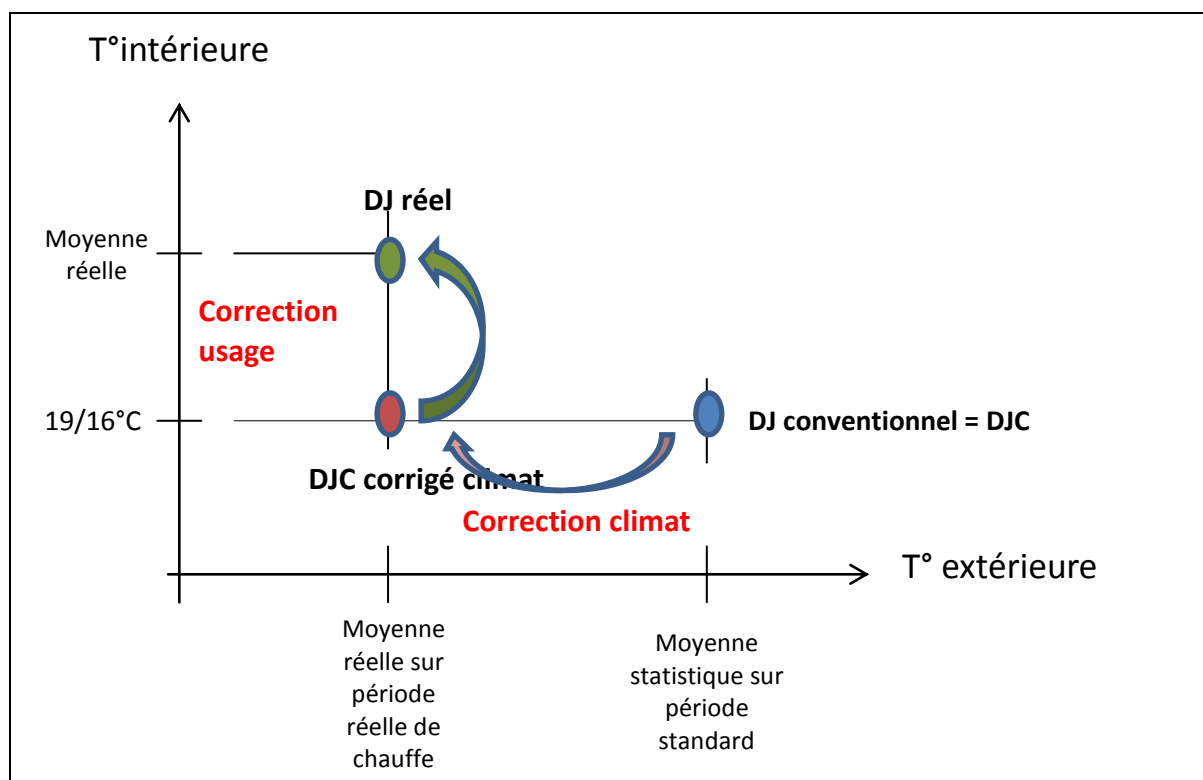 T°intérieure
DJ réel
Moyenne
réelle
Correction
usage
19/16°C
DJ conventionnel = DJC
DJC corrigé climat
Correction climat
T° extérieure
Moyenne
réelle sur
période
réelle de
chauffe
Moyenne
statistique sur
période
standard